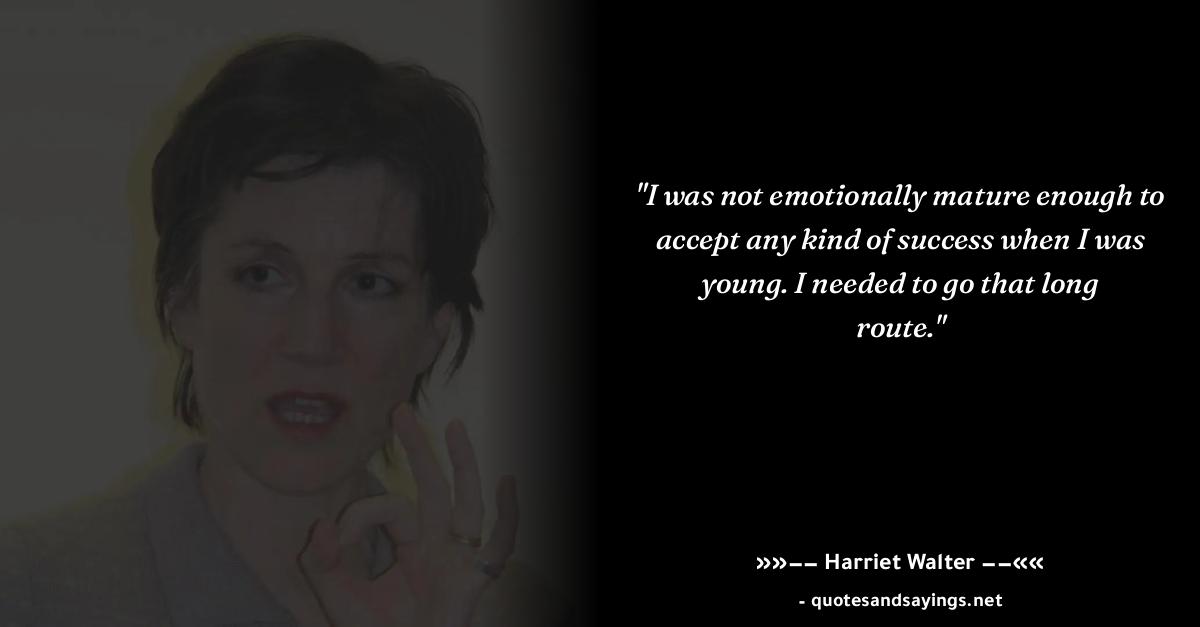 "I was not emotionally mature enough to
accept any kind of success when I was
young. I needed to go that long
route."
»»-- Harriet Walter --««
- quotesandsayings.net